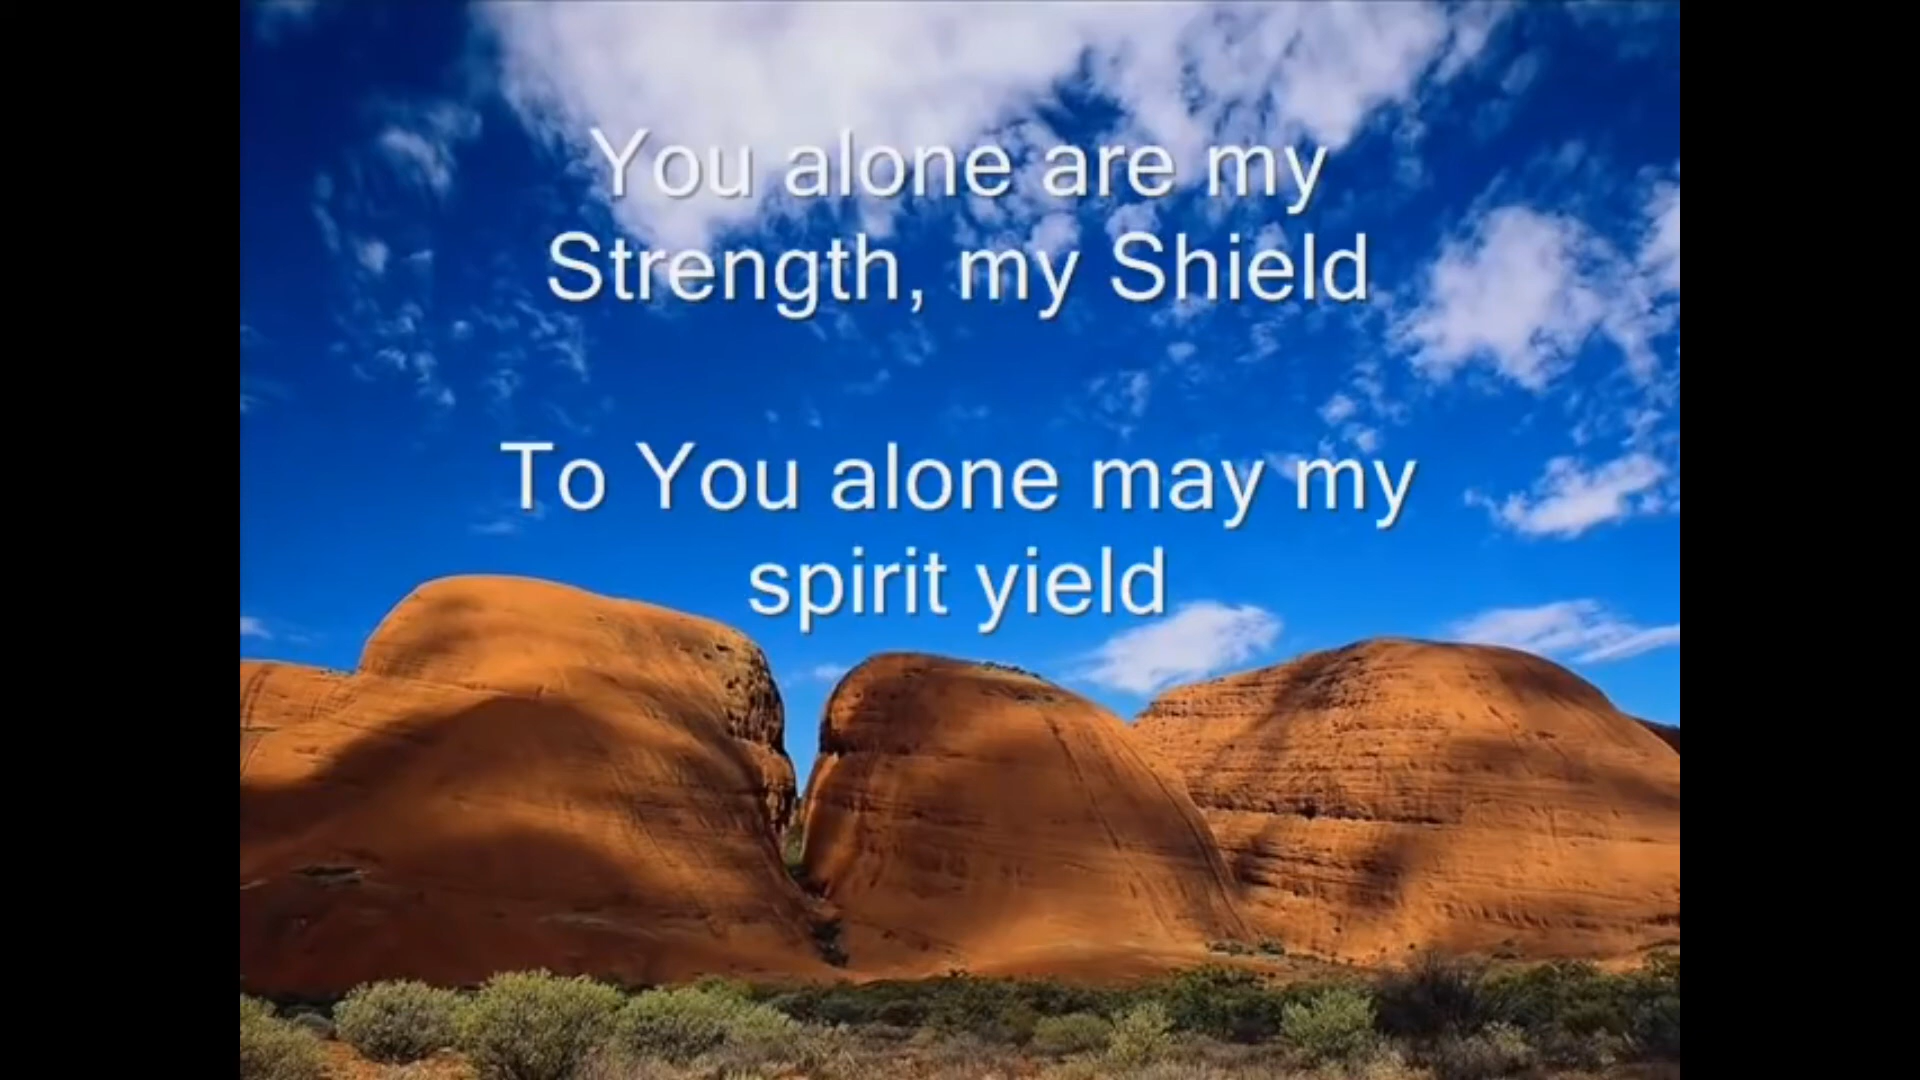 You alone are my
Strength, my Shield
To You alone may my
spirit yield